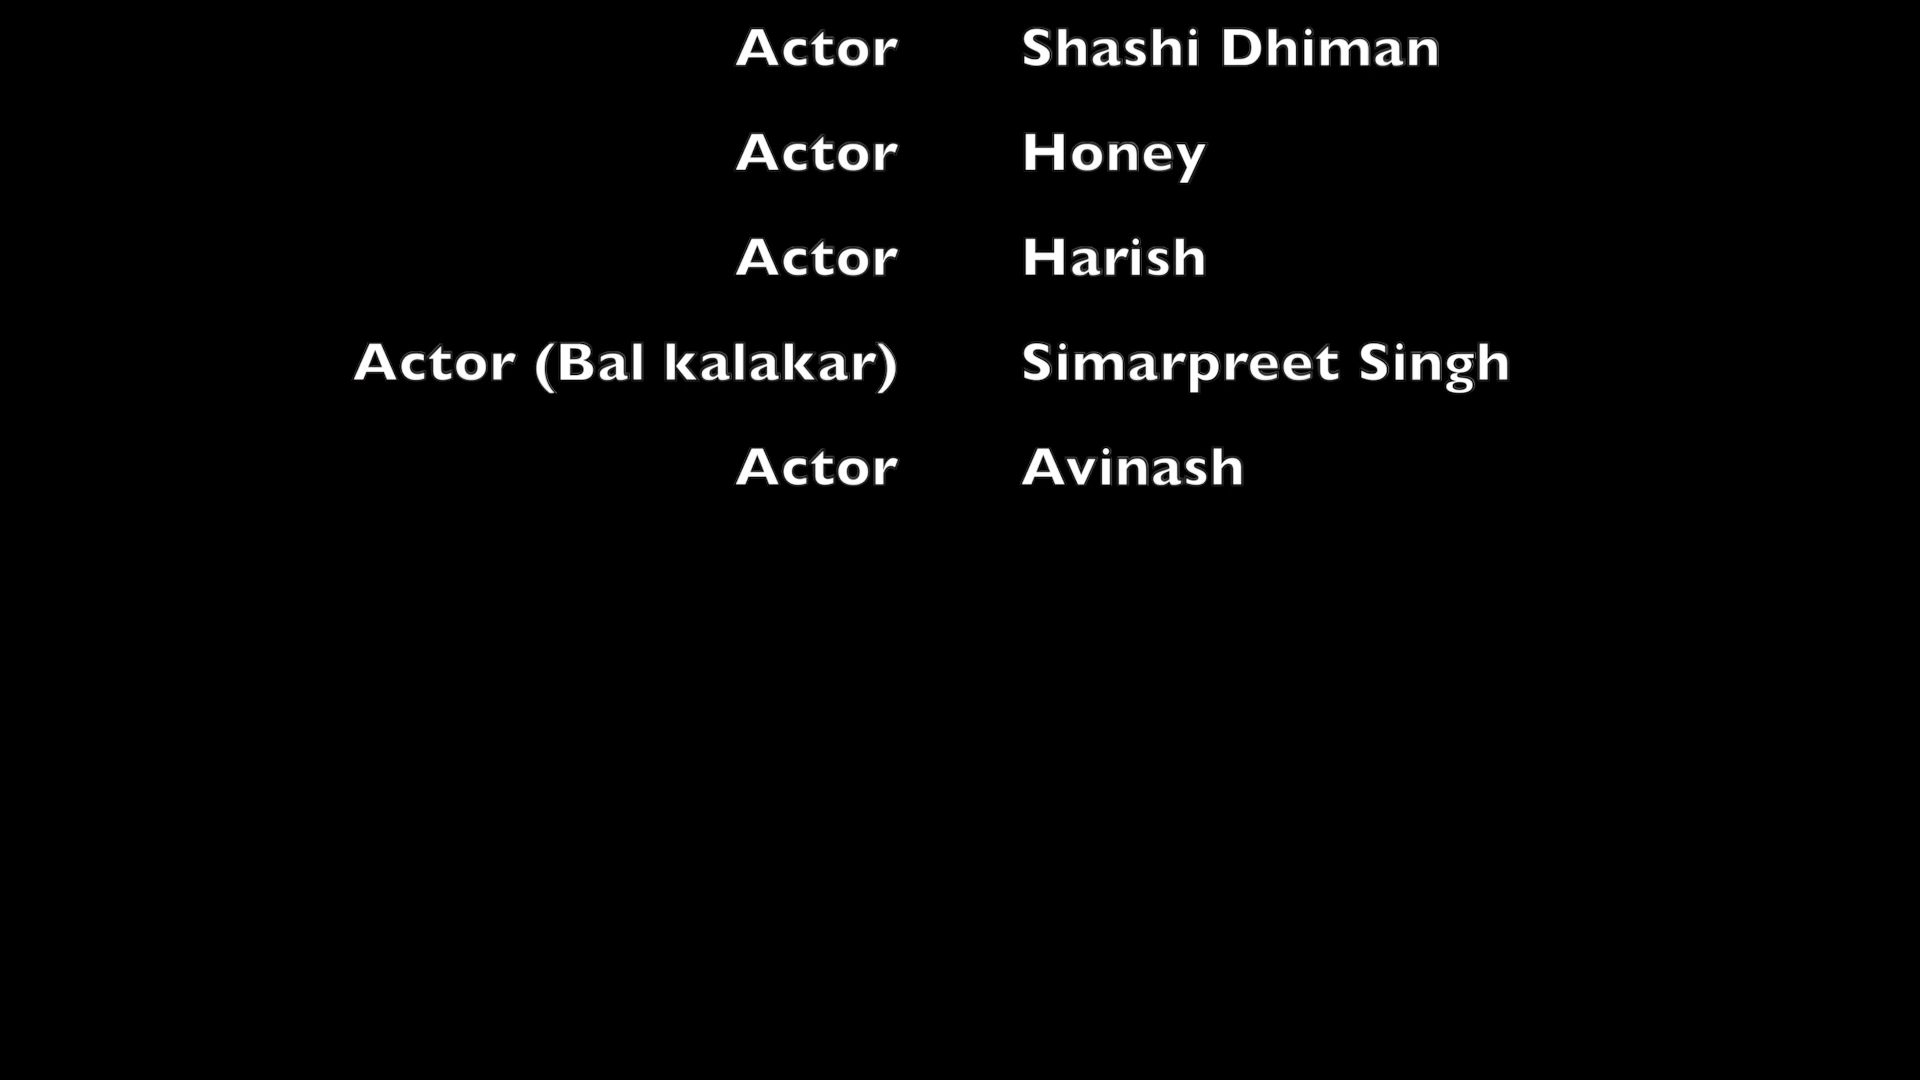 Actor Shashi Dhiman
Actor Honey
Actor Harish
Actor (Bal kalakar) Simarpreet Singh
Actor Avinash